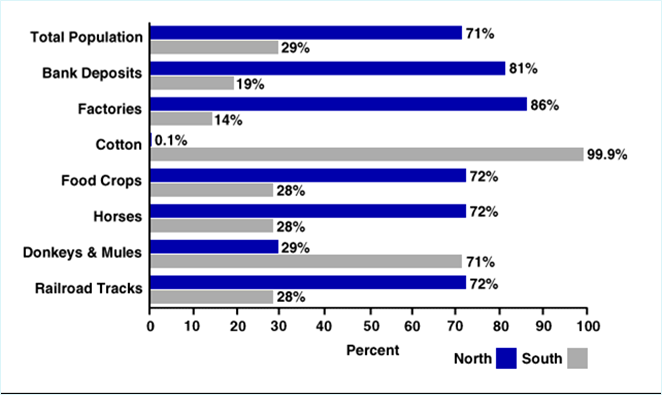 Total Population 71%
29%
Bank Deposits 81%
19%
Factories 86%
14%
Cotton 0.1%
99.9%
Food Crops 72%
28%
Horses 72%
28%
Donkeys & Mules 29%
71%
Railroad Tracks 72%
28%
0 10 20 30 40 50 60 70 80 90 100
Percent
North South